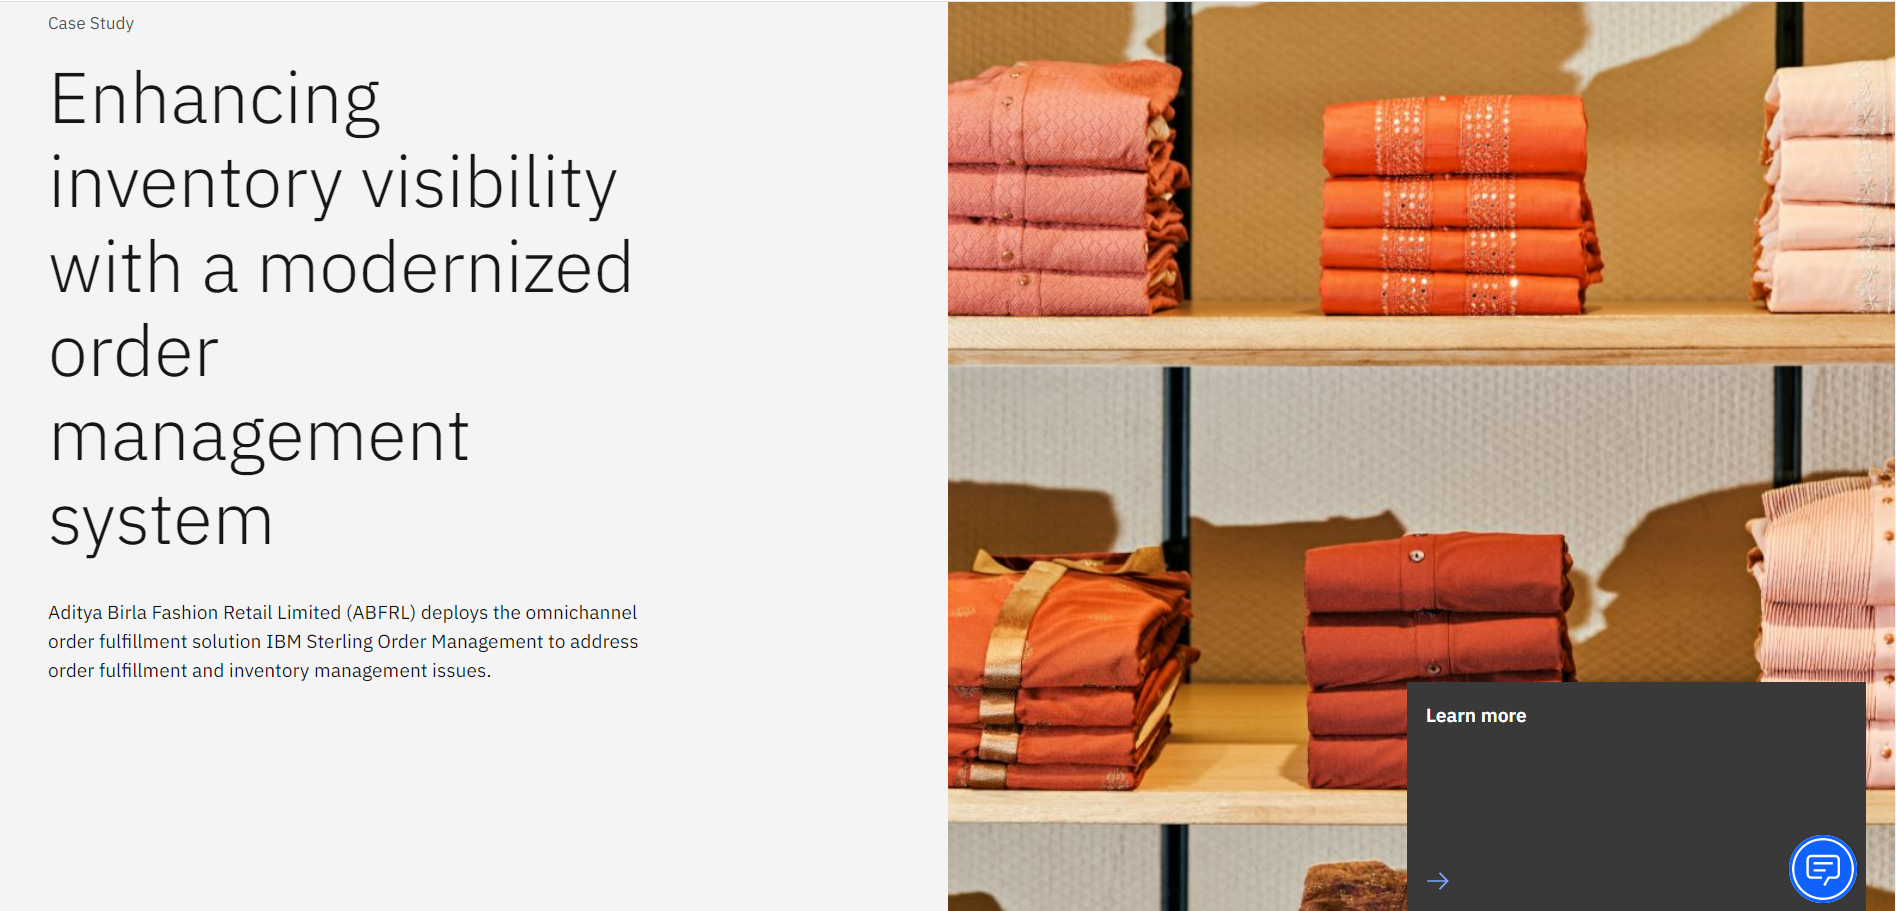 Case Study
Enhancing
inventory visibility
with a modernized
order
management
system
Aditya Birla Fashion Retail Limited (ABFRL) deploys the omnichannel
order fulfillment solution IBM Sterling Order Management to address
order fulfillment and inventory management issues.
Learn more